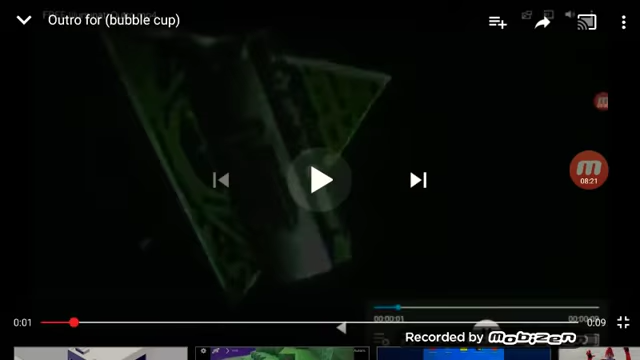 Outro for (bubble cup)
08:21
0:01
00:00:01
0:09
Recorded by mobizen